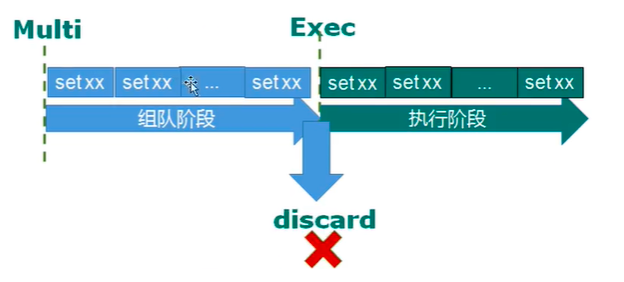 Multi
Exec
set xx set xx ... set xx set xx set xx ... set xx
组队阶段 执行阶段
discard